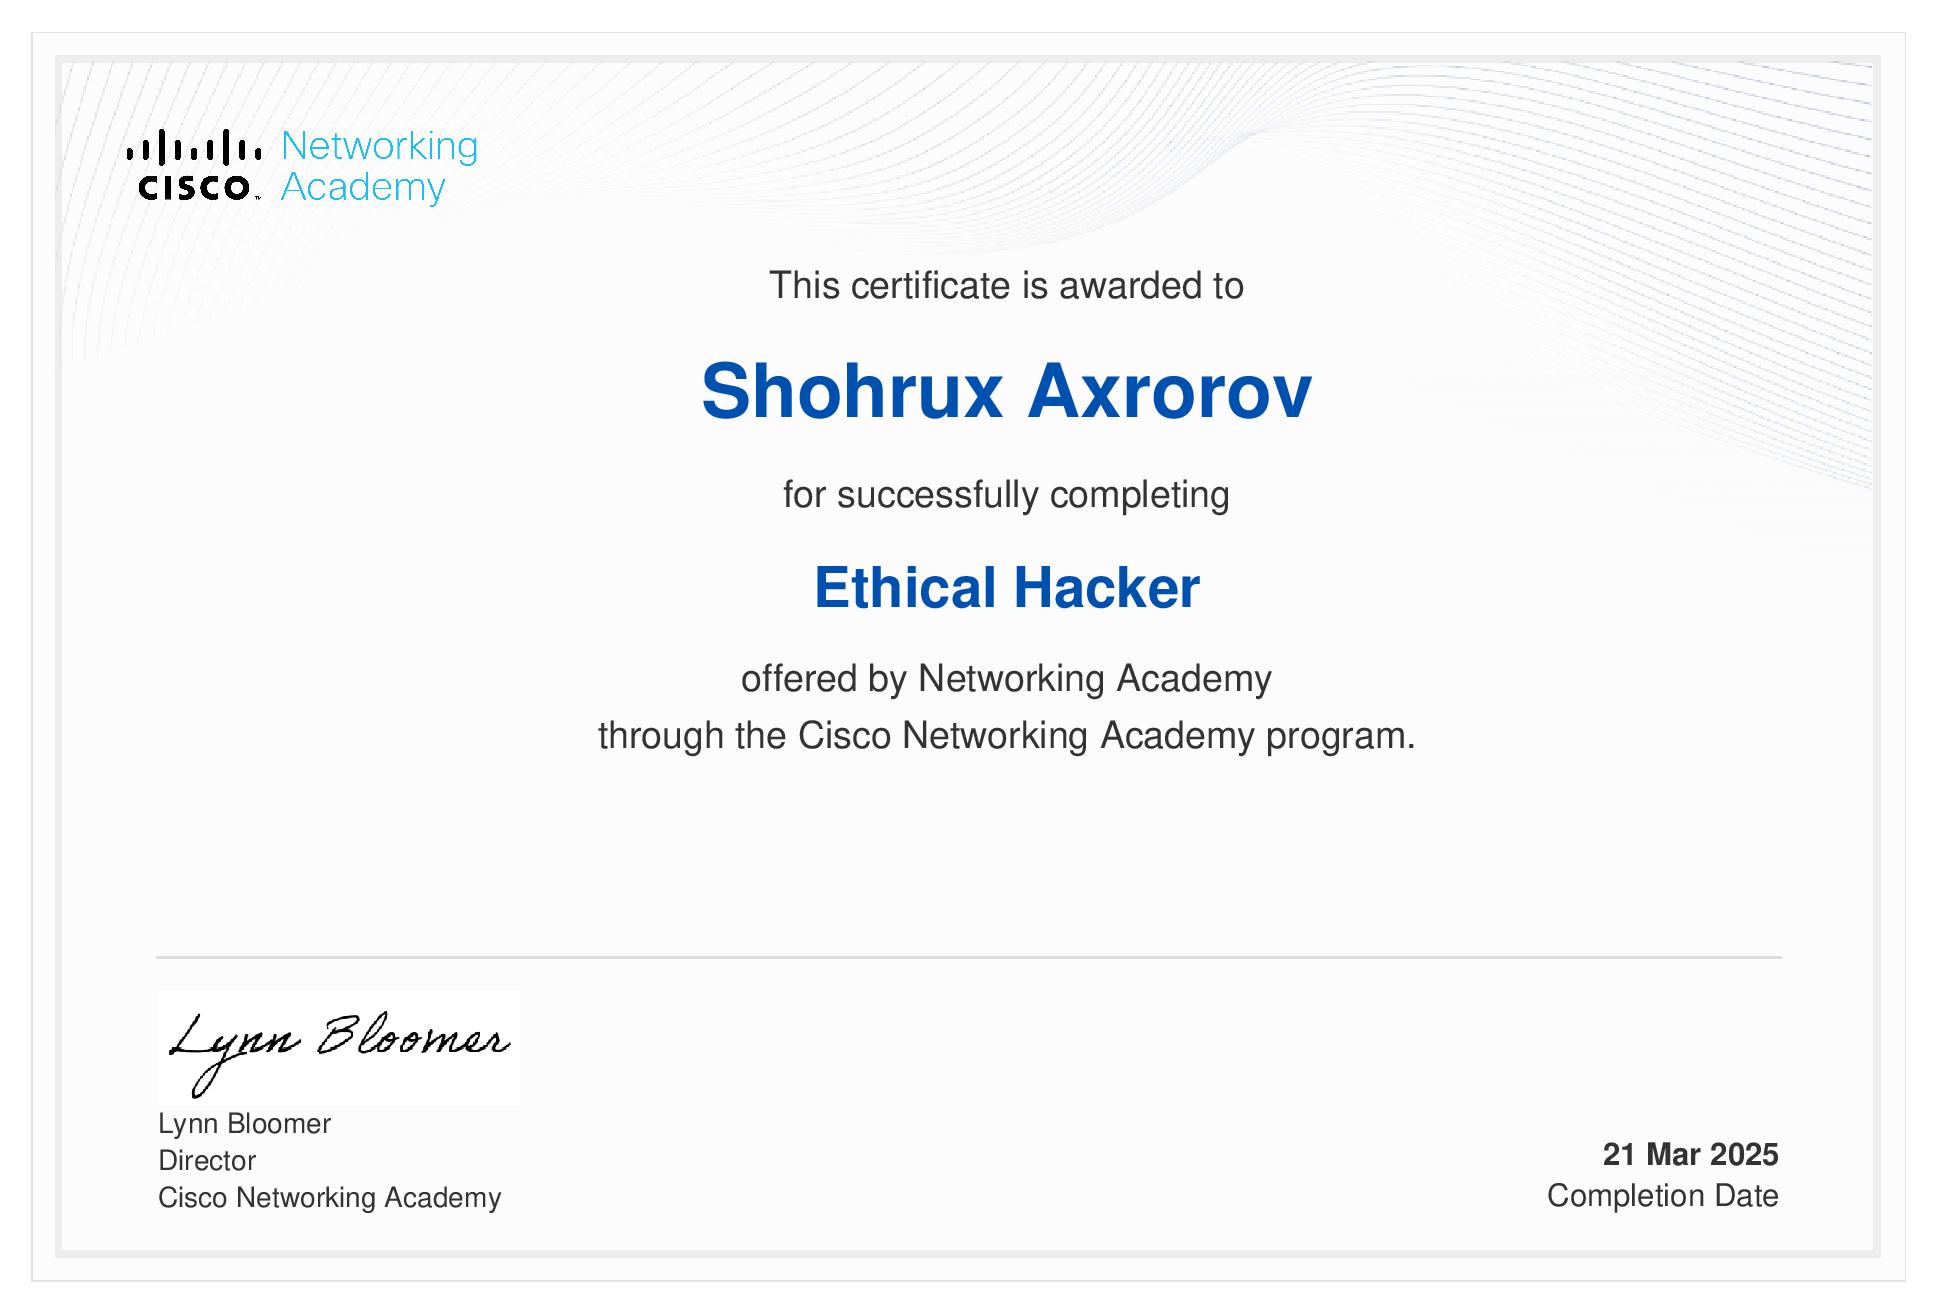 Networking
CISCO™ Academy
This certificate is awarded to
Shohrux Axrorov
for successfully completing
Ethical Hacker
offered by Networking Academy
through the Cisco Networking Academy program.
Lynn Bloomer
Lynn Bloomer
Director
Cisco Networking Academy
21 Mar 2025
Completion Date